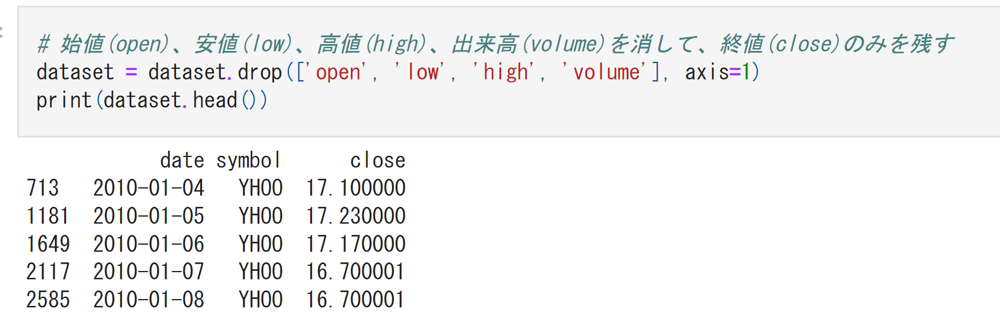 # 始値(open)、安値(low)、高値(high)、出来高(volume)を消して、終値(close)のみを残す
dataset = dataset.drop(['open', 'low', 'high', 'volume'], axis=1)
print(dataset.head())
date symbol close
713 2010-01-04 YHOO 17.100000
1181 2010-01-05 YHOO 17.230000
1649 2010-01-06 YHOO 17.170000
2117 2010-01-07 YHOO 16.700001
2585 2010-01-08 YHOO 16.700001